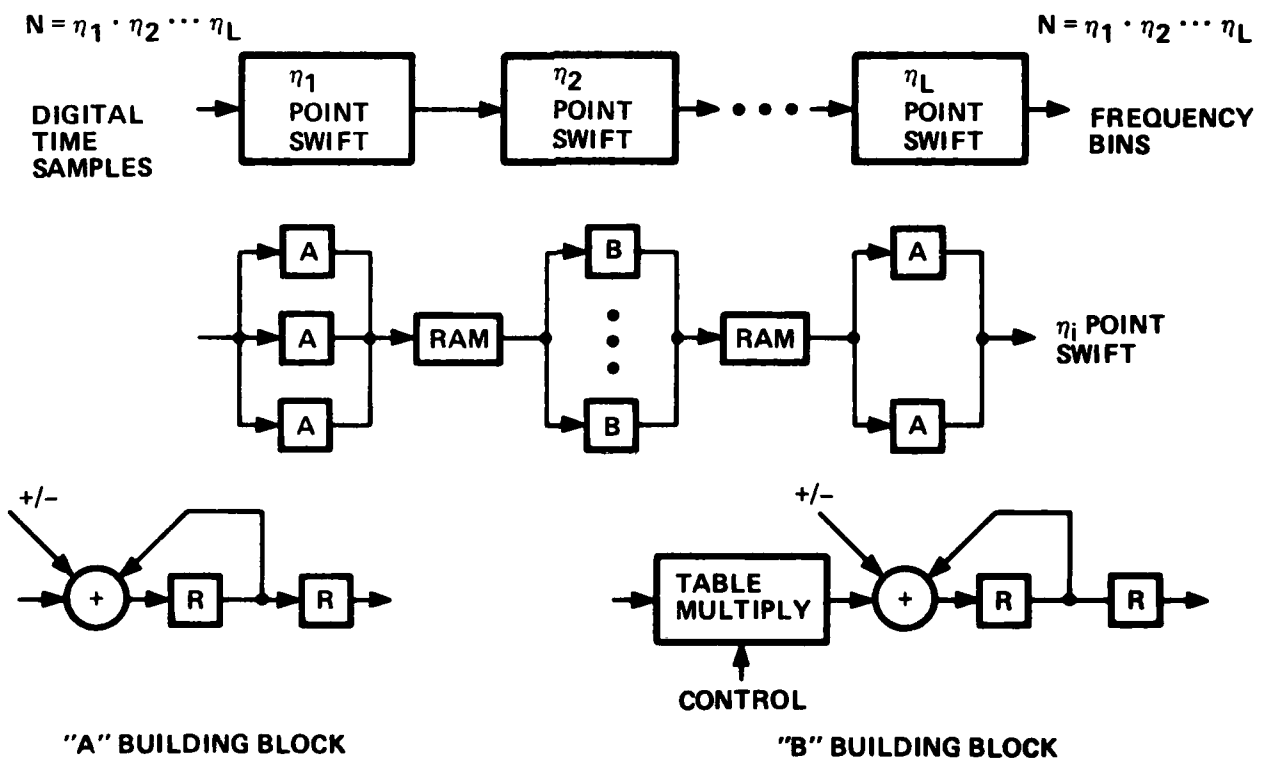 N = η1 · η2 ··· ηL
N = η1 · η2 ··· ηL
DIGITAL
TIME
SAMPLES
η1
POINT
SWIFT
η2
POINT
SWIFT
ηL
POINT
SWIFT
FREQUENCY
BINS
A
A
A
RAM
B
B
RAM
A
A
ηi POINT
SWIFT
+/−
+
R
R
"A" BUILDING BLOCK
TABLE
MULTIPLY
CONTROL
+/−
+
R
R
"B" BUILDING BLOCK